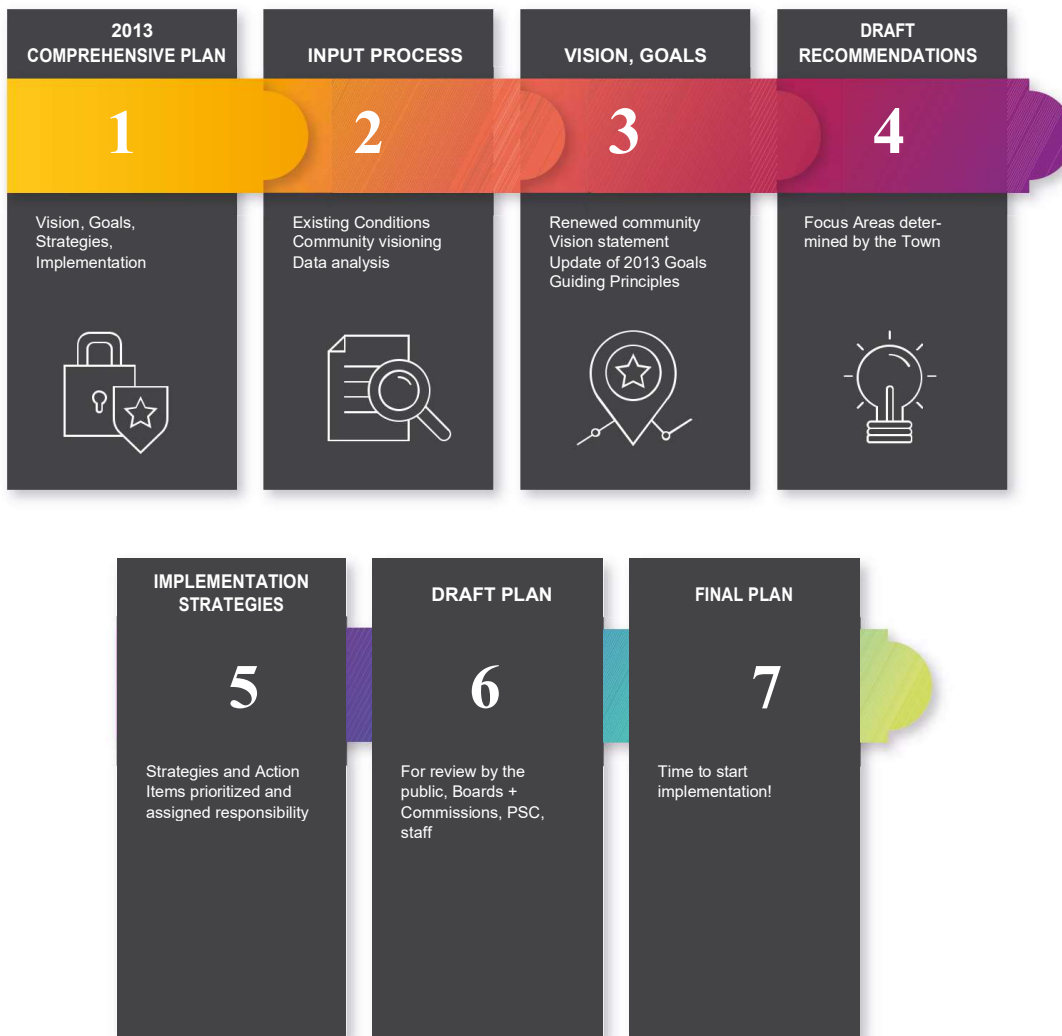 2013
COMPREHENSIVE PLAN
1
Vision, Goals,
Strategies,
Implementation
INPUT PROCESS
2
Existing Conditions
Community visioning
Data analysis
VISION, GOALS
3
Renewed community
Vision statement
Update of 2013 Goals
Guiding Principles
DRAFT
RECOMMENDATIONS
4
Focus Areas deter-
mined by the Town
IMPLEMENTATION
STRATEGIES
5
Strategies and Action
Items prioritized and
assigned responsibility
DRAFT PLAN
6
For review by the
public, Boards +
Commissions, PSC,
staff
FINAL PLAN
7
Time to start
implementation!